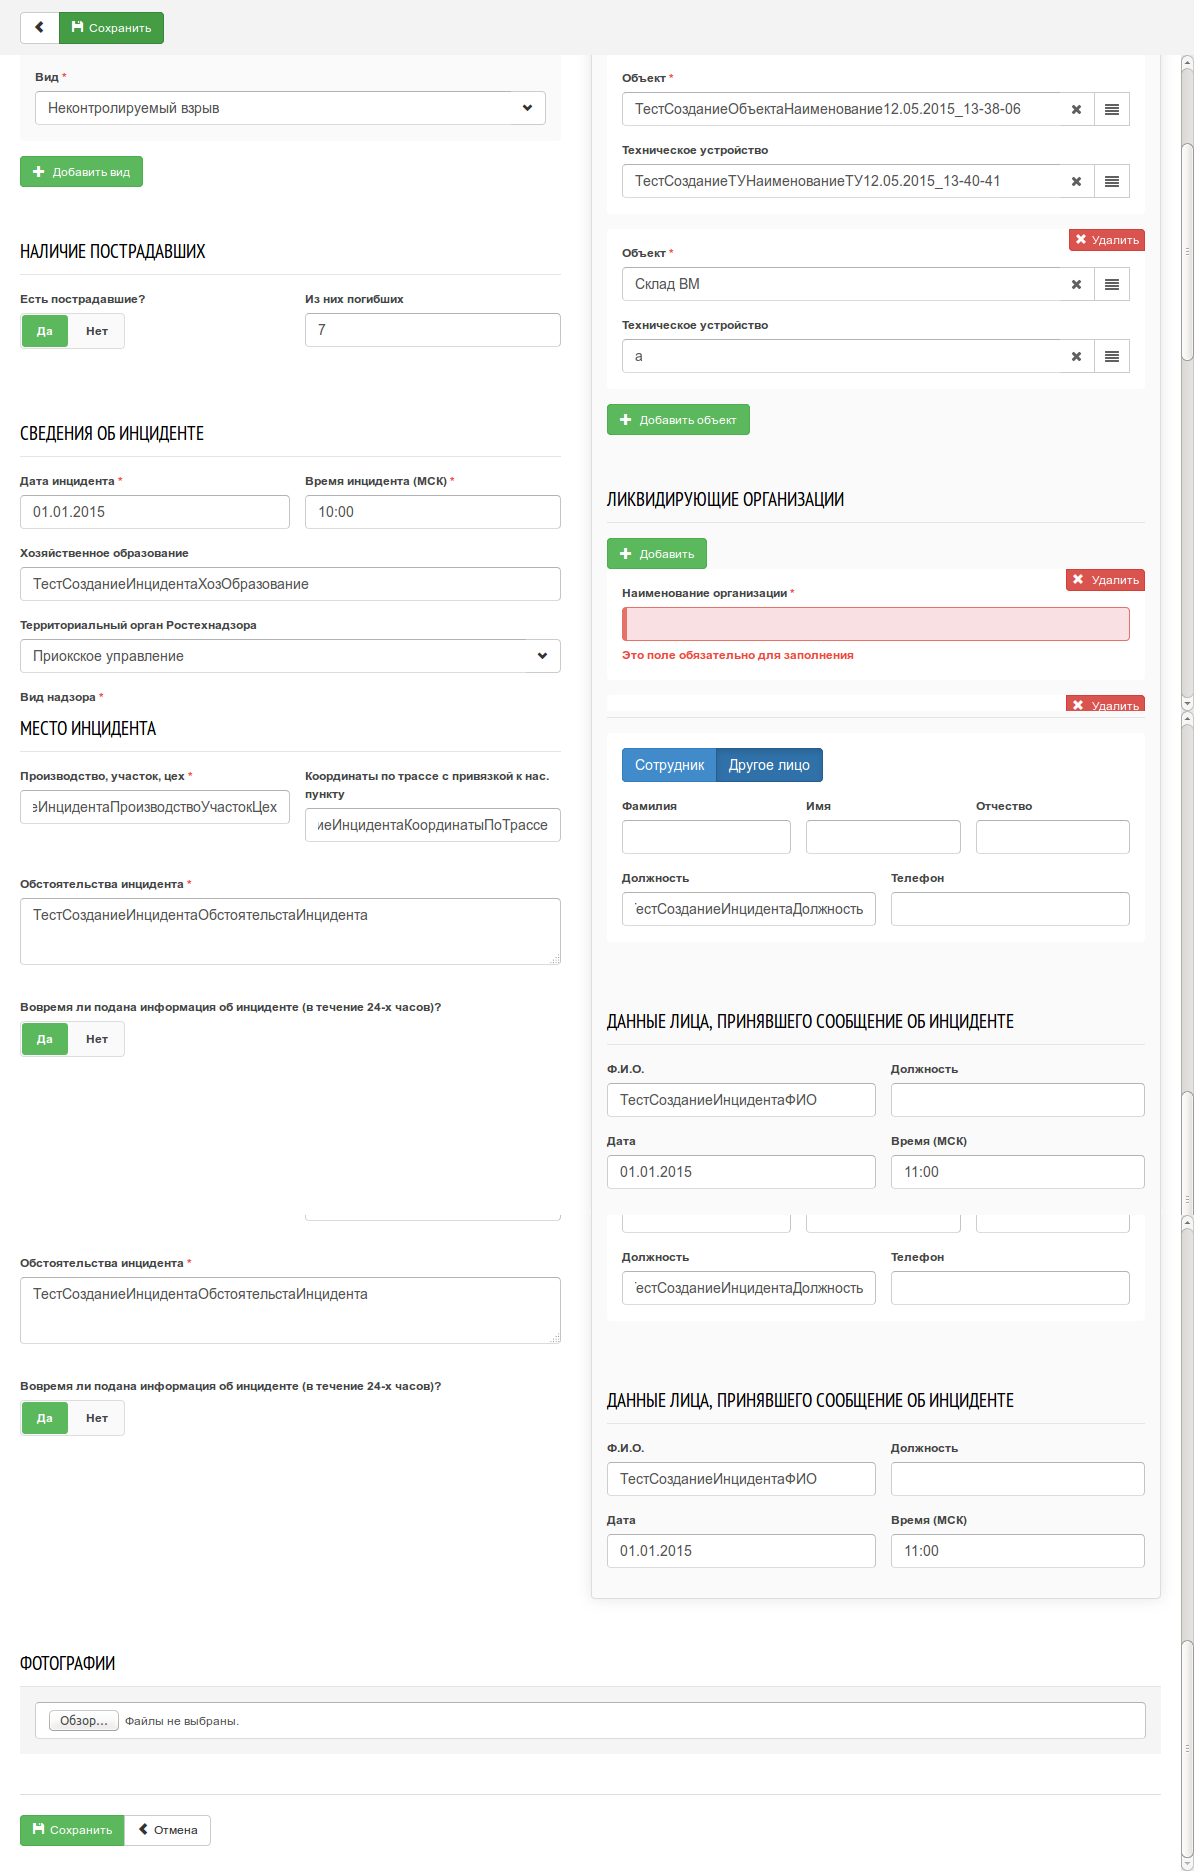 Сохранить
Вид *
Неконтролируемый взрыв
Добавить вид
НАЛИЧИЕ ПОСТРАДАВШИХ
Есть пострадавшие?
Из них погибших
Да Нет
7
СВЕДЕНИЯ ОБ ИНЦИДЕНТЕ
Дата инцидента *
Время инцидента (МСК) *
01.01.2015
10:00
Хозяйственное образование
ТестСозданиеИнцидентаХозОбразование
Территориальный орган Ростехнадзора
Приокское управление
Вид надзора *
МЕСТО ИНЦИДЕНТА
Производство, участок, цех *
Координаты по трассе с привязкой к нас.
пункту
еИнцидентаПроизводствоУчастокЦех
иеИнцидентаКоординатыПоТрассе
Обстоятельства инцидента *
ТестСозданиеИнцидентаОбстоятельстаИнцидента
Вовремя ли подана информация об инциденте (в течение 24-х часов)?
Да Нет
Обстоятельства инцидента *
ТестСозданиеИнцидентаОбстоятельстаИнцидента
Вовремя ли подана информация об инциденте (в течение 24-х часов)?
Да Нет
Объект *
ТестСозданиеОбъектаНаименование12.05.2015_13-38-06
Техническое устройство
ТестСозданиеТУНаименованиеТУ12.05.2015_13-40-41
Удалить
Объект *
Склад ВМ
Техническое устройство
а
Добавить объект
ЛИКВИДИРУЮЩИЕ ОРГАНИЗАЦИИ
Добавить
Удалить
Наименование организации *
Это поле обязательно для заполнения
Удалить
Сотрудник Другое лицо
Фамилия Имя Отчество
Должность Телефон
ТестСозданиеИнцидентаДолжность
ДАННЫЕ ЛИЦА, ПРИНЯВШЕГО СООБЩЕНИЕ ОБ ИНЦИДЕНТЕ
Ф.И.О. Должность
ТестСозданиеИнцидентаФИО
Дата Время (МСК)
01.01.2015 11:00
Должность Телефон
ТестСозданиеИнцидентаДолжность
ДАННЫЕ ЛИЦА, ПРИНЯВШЕГО СООБЩЕНИЕ ОБ ИНЦИДЕНТЕ
Ф.И.О. Должность
ТестСозданиеИнцидентаФИО
Дата Время (МСК)
01.01.2015 11:00
ФОТОГРАФИИ
Обзор... Файлы не выбраны.
Сохранить Отмена